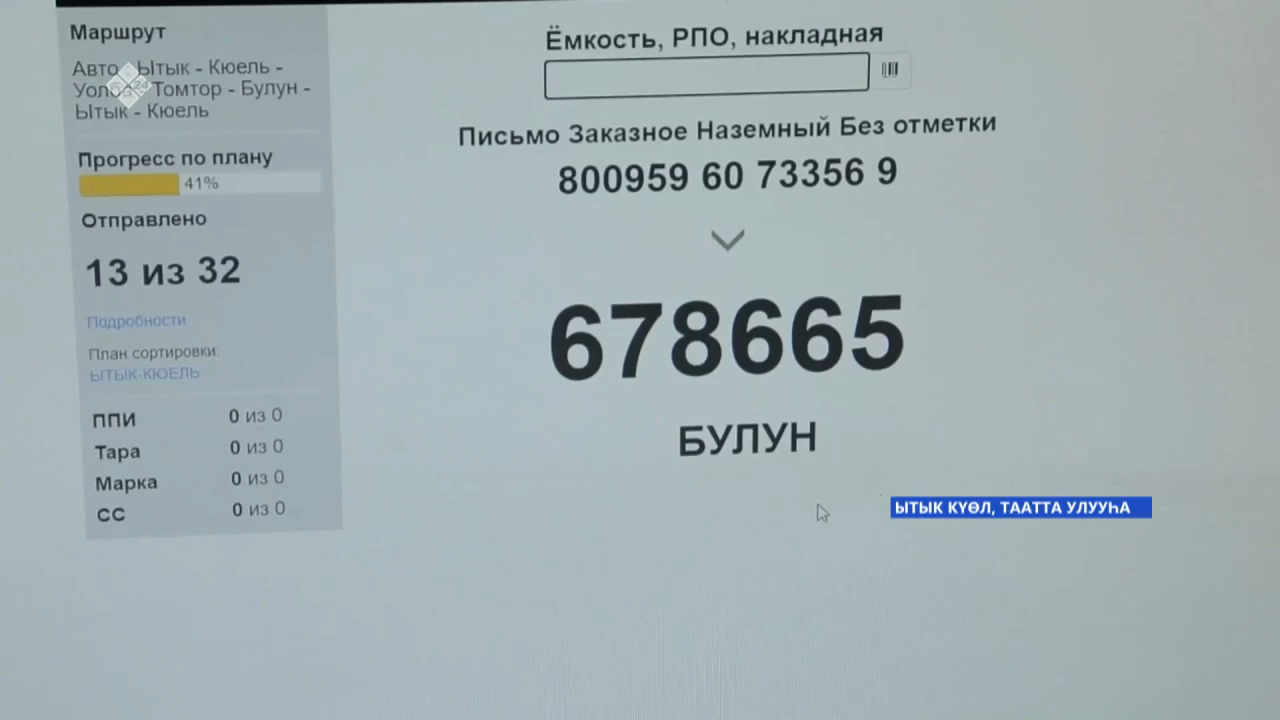 Маршрут
Авто Ытык - Кюель -
Уолба Томтор - Булун -
Ытык - Кюель
Прогресс по плану
41%
Отправлено
13 из 32
Подробности
План сортировки:
ЫТЫК-КЮЕЛЬ
ППИ 0 из 0
Тара 0 из 0
Марка 0 из 0
СС 0 из 0
Ёмкость, РПО, накладная
Письмо Заказное Наземный Без отметки
800959 60 73356 9
678665
БУЛУН
ЫТЫК КҮӨЛ, ТААТТА УЛУУҺА